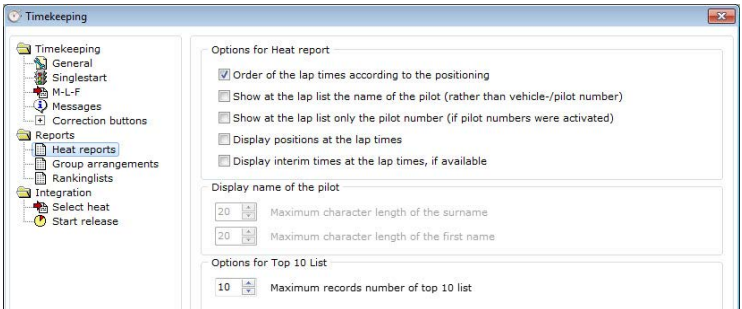 Timekeeping
Timekeeping
General
Singlestart
M-L-F
Messages
Correction buttons
Reports
Heat reports
Group arrangements
Rankinglists
Integration
Select heat
Start release
Options for Heat report
Order of the lap times according to the positioning
Show at the lap list the name of the pilot (rather than vehicle-/pilot number)
Show at the lap list only the pilot number (if pilot numbers were activated)
Display positions at the lap times
Display interim times at the lap times, if available
Display name of the pilot
20 Maximum character length of the surname
20 Maximum character length of the first name
Options for Top 10 List
10 Maximum records number of top 10 list